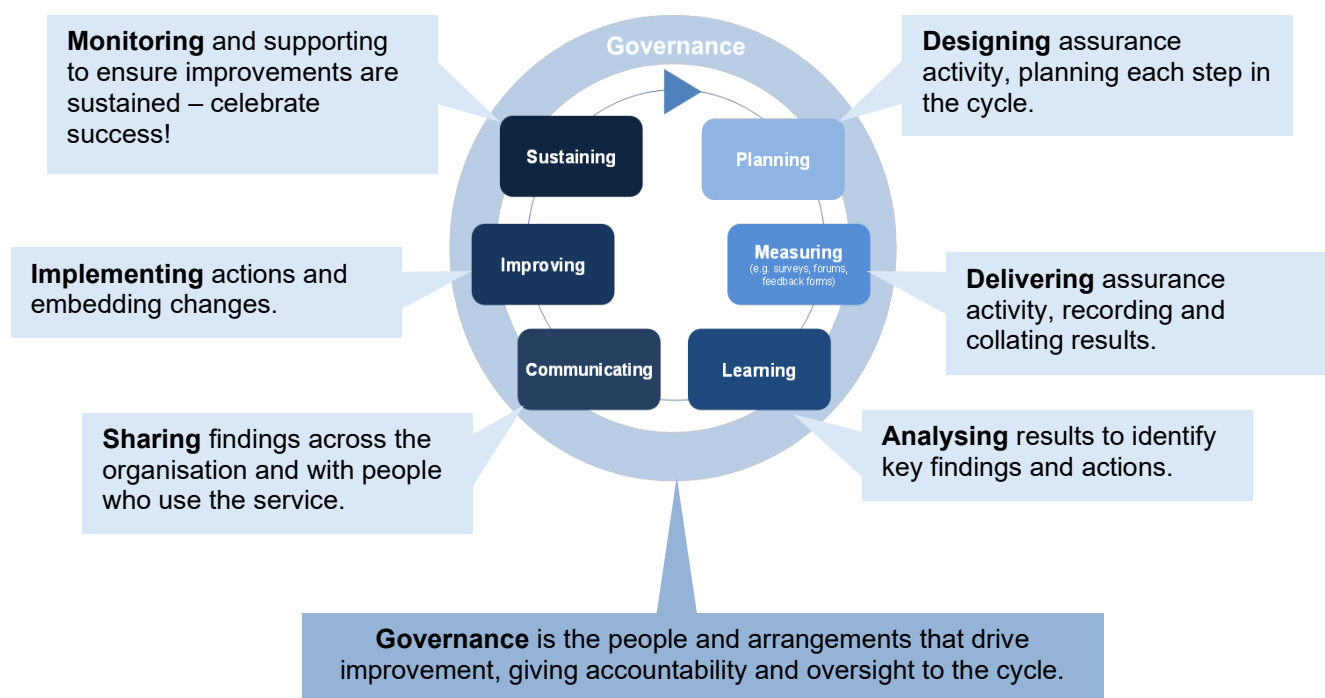 Governance
Monitoring and supporting
to ensure improvements are
sustained – celebrate
success!
Designing assurance
activity, planning each step in
the cycle.
Sustaining
Planning
Improving
Measuring
(e.g. surveys, forums,
feedback forms)
Implementing actions and
embedding changes.
Delivering assurance
activity, recording and
collating results.
Communicating
Learning
Sharing findings across the
organisation and with people
who use the service.
Analysing results to identify
key findings and actions.
Governance is the people and arrangements that drive
improvement, giving accountability and oversight to the cycle.